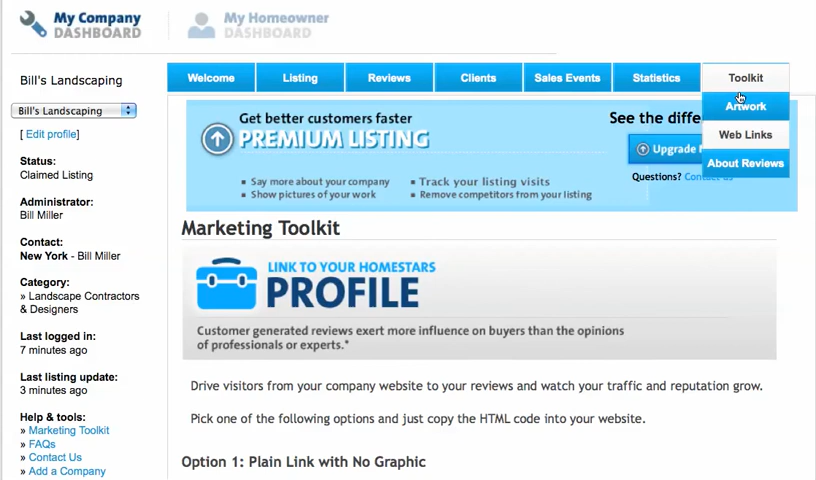 My Company
DASHBOARD
My Homeowner
DASHBOARD
Bill's Landscaping
Bill's Landscaping
[ Edit profile]
Status:
Claimed Listing
Administrator:
Bill Miller
Contact:
New York - Bill Miller
Category:
» Landscape Contractors
& Designers
Last logged in:
7 minutes ago
Last listing update:
3 minutes ago
Help & tools:
» Marketing Toolkit
» FAQs
» Contact Us
» Add a Company
Welcome
Listing
Reviews
Clients
Sales Events
Statistics
Toolkit
Artwork
Web Links
About Reviews
Get better customers faster
PREMIUM LISTING
• Say more about your company
• Show pictures of your work
• Track your listing visits
• Remove competitors from your listing
See the
Upgrade
Questions? Contact us
Marketing Toolkit
LINK TO YOUR HOMESTARS
PROFILE
Customer generated reviews exert more influence on buyers than the opinions
of professionals or experts.*
Drive visitors from your company website to your reviews and watch your traffic and reputation grow.
Pick one of the following options and just copy the HTML code into your website.
Option 1: Plain Link with No Graphic